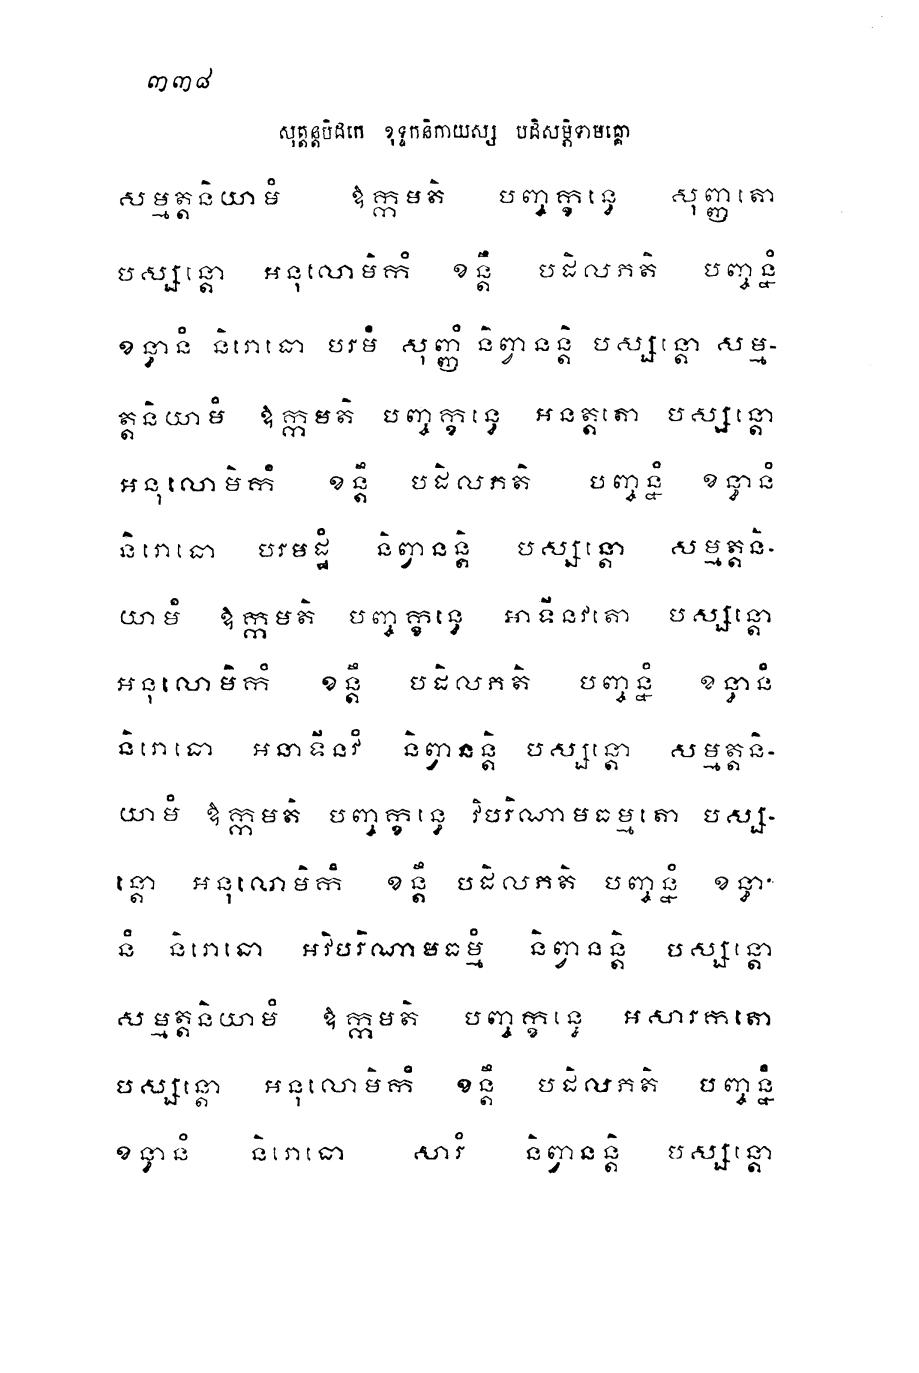 ៣៣៨
សុត្តន្តបិដកេ ខុទ្ទកនិកាយស្ស បដិសម្ភិទាមគ្គោ
សម្មត្តនិយាមំ ឱក្កមតិ បញ្ចក្ខន្ធេ សុញ្ញតោ
បស្សន្តោ អនុលោមិកំ ខន្តឹ បដិលភតិ បញ្ចន្នំ
ខន្ធានំ និរោធោ បរមំ សុញ្ញំ និព្វានន្តិ បស្សន្តោ សម្ម-
ត្តនិយាមំ ឱក្កមតិ បញ្ចក្ខន្ធេ អនត្តតោ បស្សន្តោ
អនុលោមិកំ ខន្តឹ បដិលភតិ បញ្ចន្នំ ខន្ធានំ
និរោធោ បរមដ្ឋំ និព្វានន្តិ បស្សន្តោ សម្មត្តនិ-
យាមំ ឱក្កមតិ បញ្ចក្ខន្ធេ អាទីនវតោ បស្សន្តោ
អនុលោមិកំ ខន្តឹ បដិលភតិ បញ្ចន្នំ ខន្ធានំ
និរោធោ អនាទីនវំ និព្វានន្តិ បស្សន្តោ សម្មត្តនិ-
យាមំ ឱក្កមតិ បញ្ចក្ខន្ធេ វិបរិណាមធម្មតោ បស្ស-
ន្តោ អនុលោមិកំ ខន្តឹ បដិលភតិ បញ្ចន្នំ ខន្ធា-
នំ និរោធោ អវិបរិណាមធម្មំ និព្វានន្តិ បស្សន្តោ
សម្មត្តនិយាមំ ឱក្កមតិ បញ្ចក្ខន្ធេ អសារកតោ
បស្សន្តោ អនុលោមិកំ ខន្តឹ បដិលភតិ បញ្ចន្នំ
ខន្ធានំ និរោធោ សារំ និព្វានន្តិ បស្សន្តោ